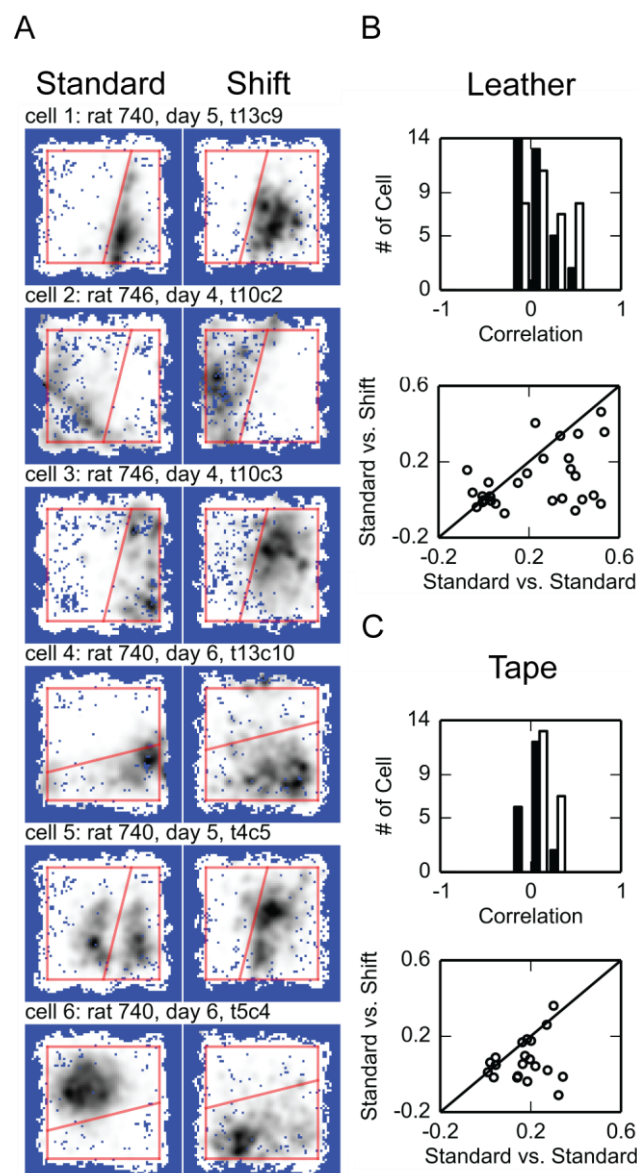 A
Standard Shift
cell 1: rat 740, day 5, t13c9
cell 2: rat 746, day 4, t10c2
cell 3: rat 746, day 4, t10c3
cell 4: rat 740, day 6, t13c10
cell 5: rat 740, day 5, t4c5
cell 6: rat 740, day 6, t5c4
B
Leather
# of Cell
14
9
5
0
-1 0 1
Correlation
Standard vs. Shift
0.6
0.2
-0.2
-0.2 0.2 0.6
Standard vs. Standard
C
Tape
# of Cell
14
9
5
0
-1 0 1
Correlation
Standard vs. Shift
0.6
0.2
-0.2
-0.2 0.2 0.6
Standard vs. Standard